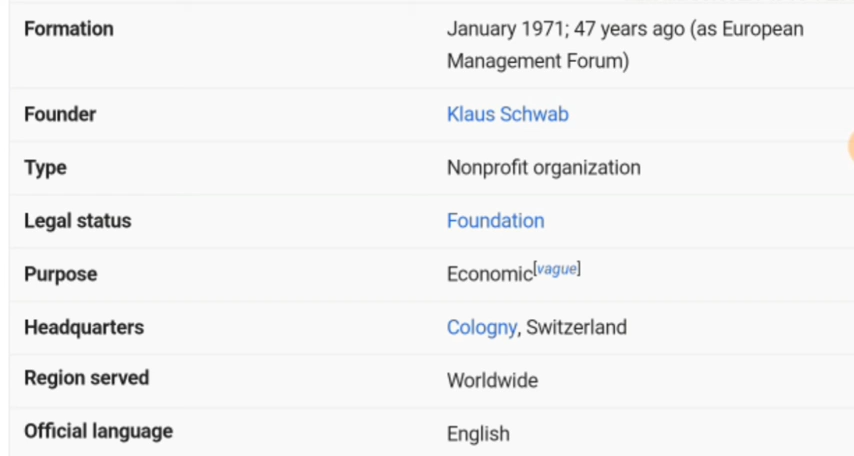 Formation January 1971; 47 years ago (as European
Management Forum)
Founder Klaus Schwab
Type Nonprofit organization
Legal status Foundation
Purpose Economic[vague]
Headquarters Cologny, Switzerland
Region served Worldwide
Official language English